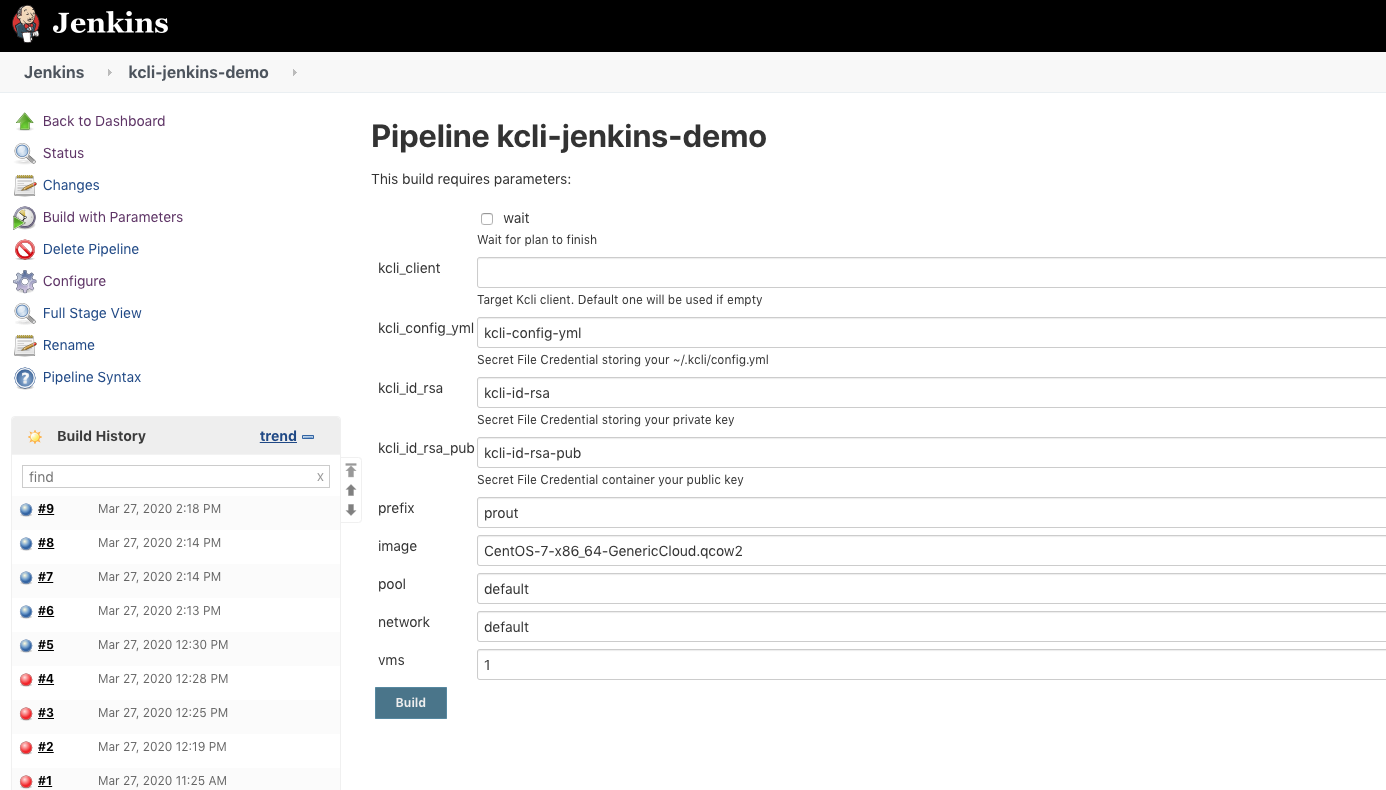 Jenkins
Jenkins
kcli-jenkins-demo
Back to Dashboard
Status
Changes
Build with Parameters
Delete Pipeline
Configure
Full Stage View
Rename
Pipeline Syntax
Build History
trend
find
x
#9 Mar 27, 2020 2:18 PM
#8 Mar 27, 2020 2:14 PM
#7 Mar 27, 2020 2:14 PM
#6 Mar 27, 2020 2:13 PM
#5 Mar 27, 2020 12:30 PM
#4 Mar 27, 2020 12:28 PM
#3 Mar 27, 2020 12:25 PM
#2 Mar 27, 2020 12:19 PM
#1 Mar 27, 2020 11:25 AM
Pipeline kcli-jenkins-demo
This build requires parameters:
wait
Wait for plan to finish
kcli_client
Target Kcli client. Default one will be used if empty
kcli_config_yml kcli-config-yml
Secret File Credential storing your ~/.kcli/config.yml
kcli_id_rsa kcli-id-rsa
Secret File Credential storing your private key
kcli_id_rsa_pub kcli-id-rsa-pub
Secret File Credential container your public key
prefix prout
image CentOS-7-x86_64-GenericCloud.qcow2
pool default
network default
vms 1
Build